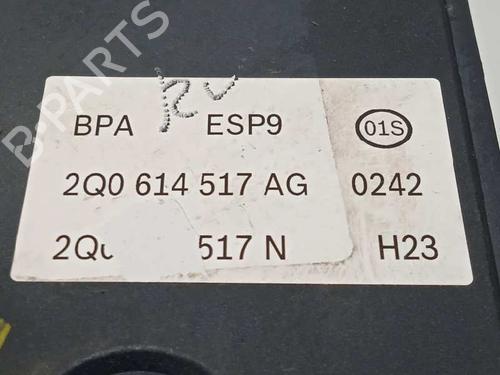 B-PARTS
BPA ESP9 01S
2Q0 614 517 AG 0242
517 N H23